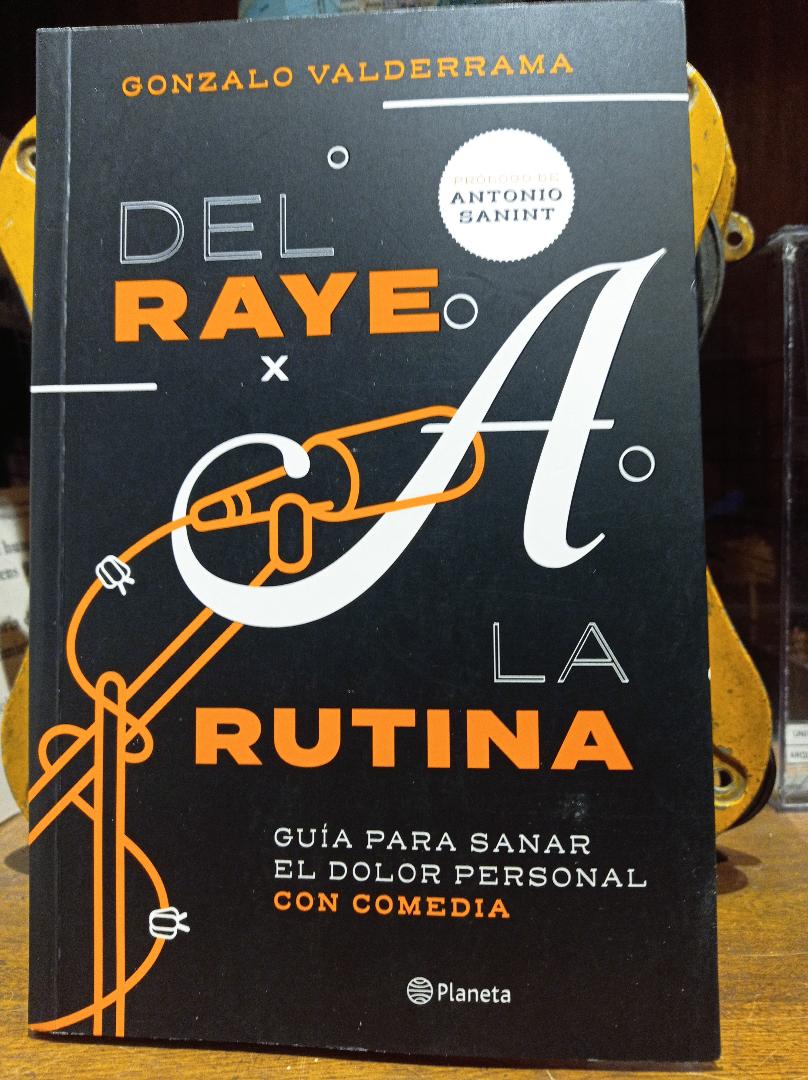 GONZALO VALDERRAMA
PRÓLOGO DE
ANTONIO
SANINT
DEL
RAYE
X
A
LA
RUTINA
GUÍA PARA SANAR
EL DOLOR PERSONAL
CON COMEDIA
Planeta